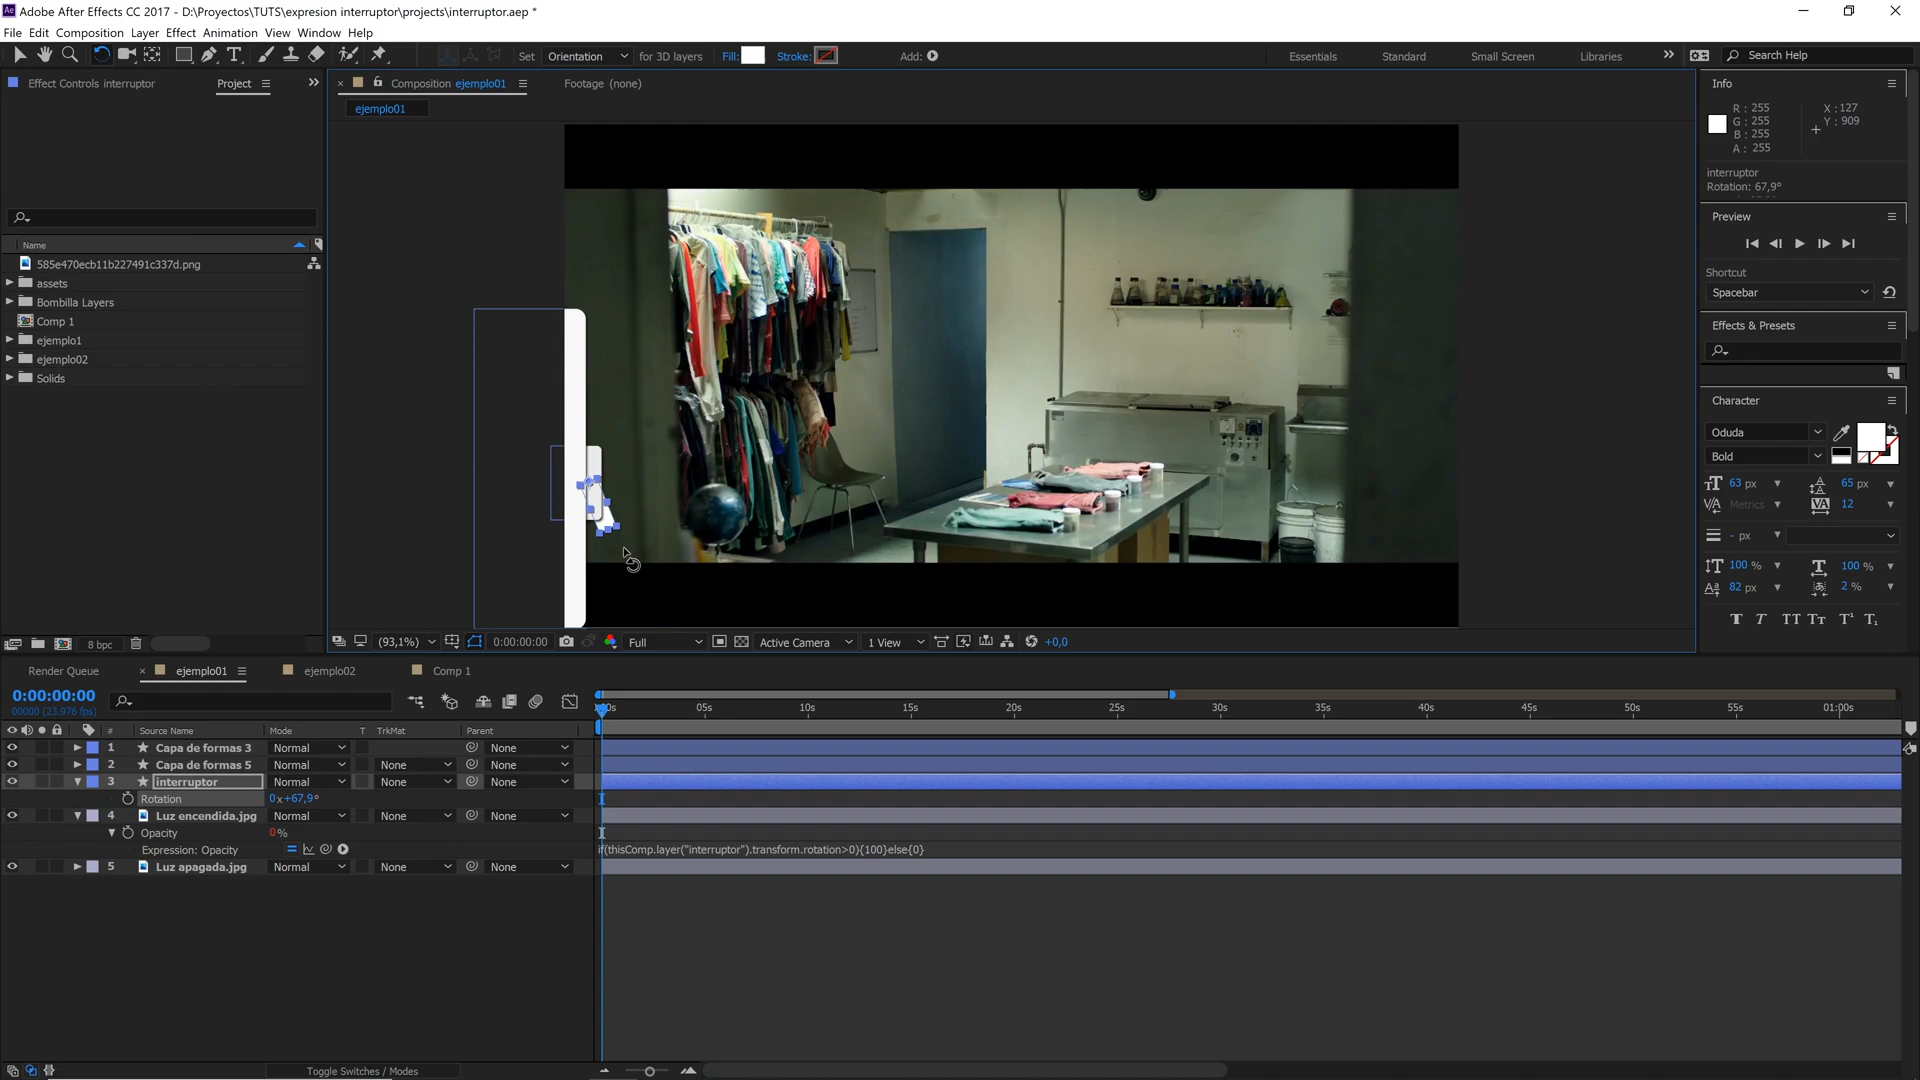 Adobe After Effects CC 2017 - D:\Proyectos\TUTS\expresion interruptor\projects\interruptor.aep *
File Edit Composition Layer Effect Animation View Window Help
Set Orientation for 3D layers Fill: Stroke: Add: Essentials Standard Small Screen Libraries Search Help
Effect Controls interruptor Project
Composition ejemplo01 Footage (none)
ejemplo01
Name
585e470ecb11b227491c337d.png
assets
Bombilla Layers
Comp 1
ejemplo1
ejemplo02
Solids
8 bpc
(93,1%) 0:00:00:00 Full Active Camera 1 View +0,0
Info
R : 255
G : 255
B : 255
A : 255
X : 127
Y : 909
interruptor
Rotation: 67,9°
Preview
Shortcut
Spacebar
Effects & Presets
Character
Oduda
Bold
63 px 65 px
Metrics 12
- px
100 % 100 %
82 px 2 %
Render Queue ejemplo01 ejemplo02 Comp 1
0:00:00:00
00000 (23.976 fps)
05s 10s 15s 20s 25s 30s 35s 40s 45s 50s 55s 01:00s
# Source Name Mode T TrkMat Parent
1 Capa de formas 3 Normal None
2 Capa de formas 5 Normal None None
3 interruptor Normal None None
Rotation 0x+67,9°
4 Luz encendida.jpg Normal None None
Opacity 0%
Expression: Opacity if(thisComp.layer("interruptor").transform.rotation>0){100}else{0}
5 Luz apagada.jpg Normal None None
Toggle Switches / Modes